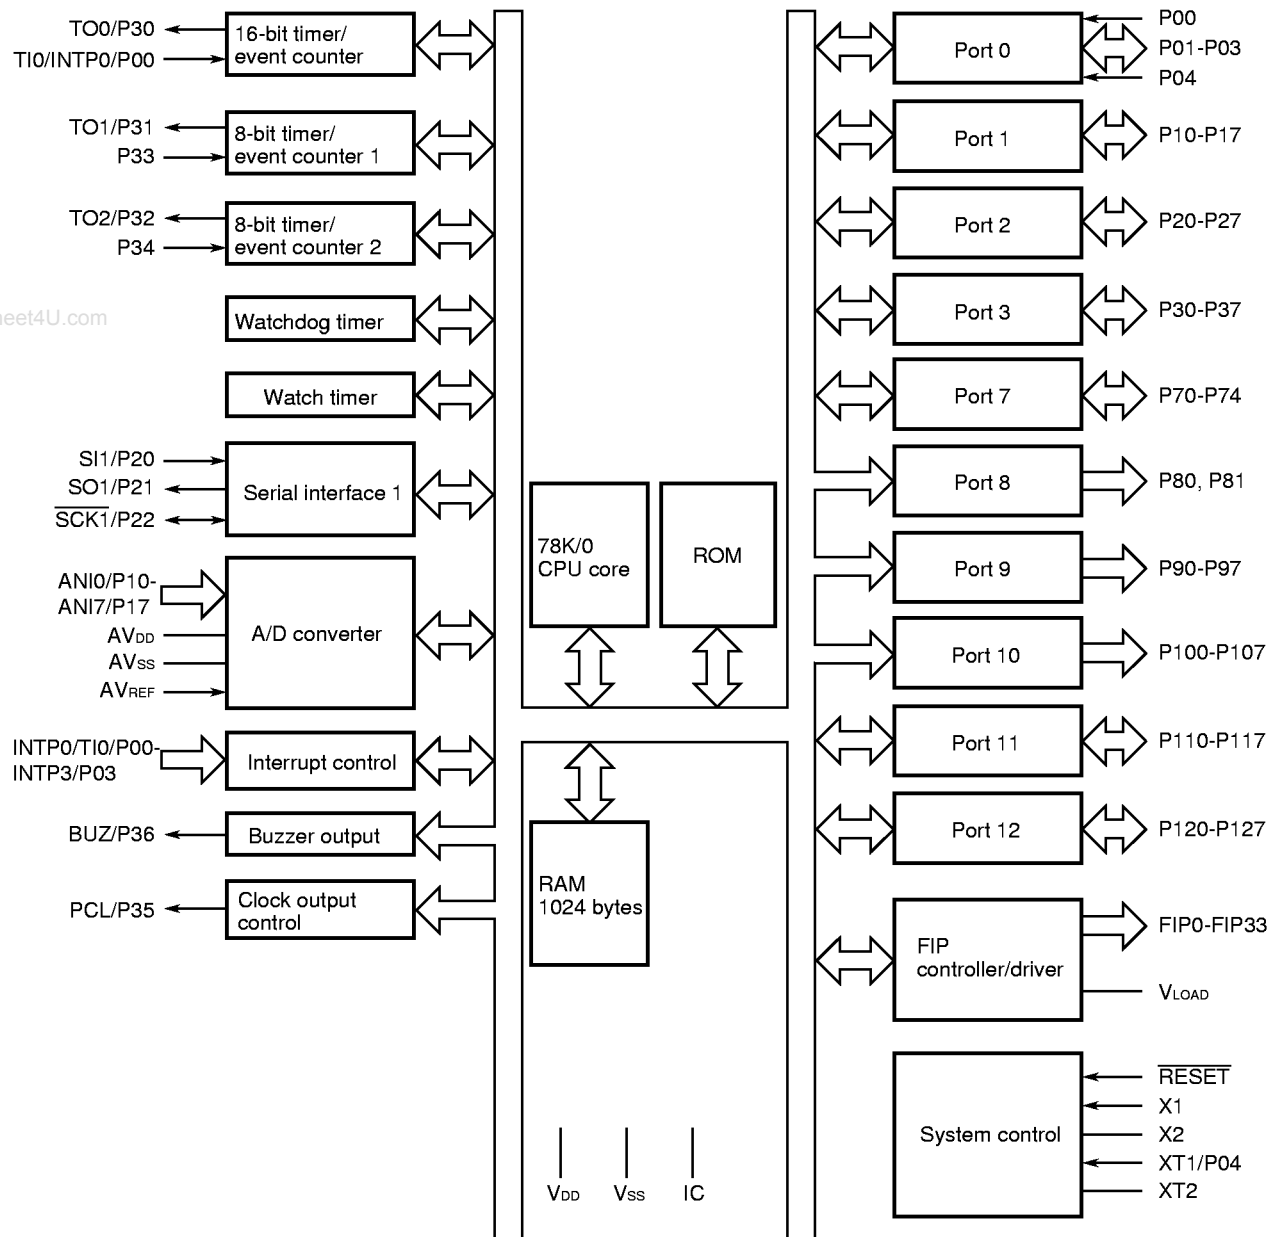 TO0/P30
TI0/INTP0/P00
16-bit timer/
event counter
TO1/P31
P33
8-bit timer/
event counter 1
TO2/P32
P34
8-bit timer/
event counter 2
eet4U.com
Watchdog timer
Watch timer
SI1/P20
SO1/P21
SCK1/P22
Serial interface 1
ANI0/P10-
ANI7/P17
AVDD
AVSS
AVREF
A/D converter
INTP0/TI0/P00-
INTP3/P03
Interrupt control
BUZ/P36
Buzzer output
PCL/P35
Clock output
control
78K/0
CPU core
ROM
RAM
1024 bytes
VDD
VSS
IC
Port 0
P00
P01-P03
P04
Port 1
P10-P17
Port 2
P20-P27
Port 3
P30-P37
Port 7
P70-P74
Port 8
P80, P81
Port 9
P90-P97
Port 10
P100-P107
Port 11
P110-P117
Port 12
P120-P127
FIP
controller/driver
FIP0-FIP33
VLOAD
System control
RESET
X1
X2
XT1/P04
XT2